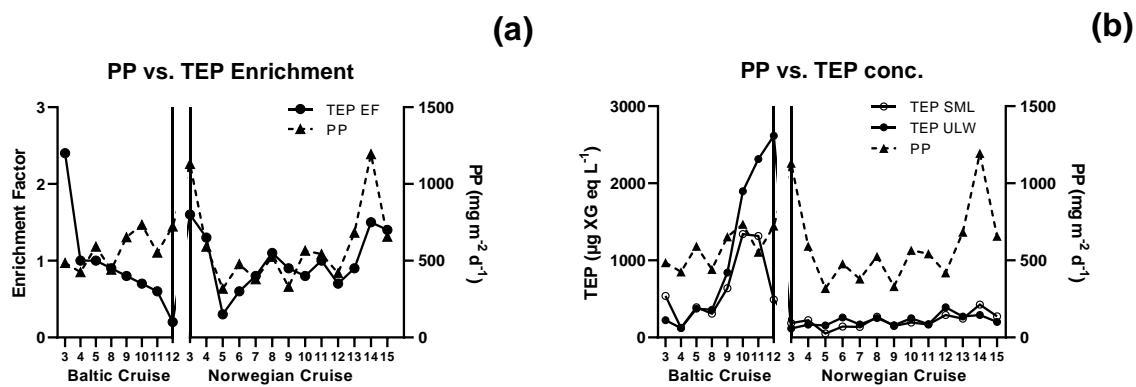 (a)
PP vs. TEP Enrichment
TEP EF
PP
3
2
1
0
Enrichment Factor
1500
1000
500
0
PP (mg m⁻² d⁻¹)
3 4 5 8 9 10 11 12
3 4 5 6 7 8 9 10 11 12 13 14 15
Baltic Cruise
Norwegian Cruise
(b)
PP vs. TEP conc.
TEP SML
TEP ULW
PP
3000
2000
1000
0
TEP (µg XG eq L⁻¹)
1500
1000
500
0
PP (mg m⁻² d⁻¹)
3 4 5 8 9 10 11 12
3 4 5 6 7 8 9 10 11 12 13 14 15
Baltic Cruise
Norwegian Cruise